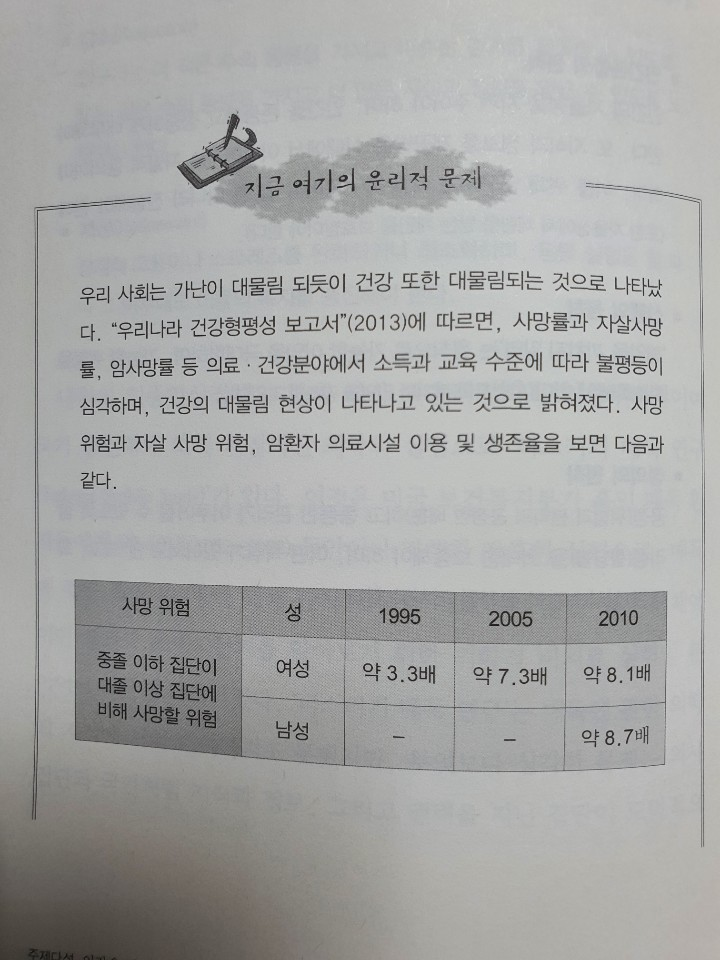 지금 여기의 윤리적 문제
우리 사회는 가난이 대물림 되듯이 건강 또한 대물림되는 것으로 나타났
다. “우리나라 건강형평성 보고서”(2013)에 따르면, 사망률과 자살사망
률, 암사망률 등 의료·건강분야에서 소득과 교육 수준에 따라 불평등이
심각하며, 건강의 대물림 현상이 나타나고 있는 것으로 밝혀졌다. 사망
위험과 자살 사망 위험, 암환자 의료시설 이용 및 생존율을 보면 다음과
같다.
사망 위험 성 1995 2005 2010
중졸 이하 집단이
대졸 이상 집단에
비해 사망할 위험
여성 약 3.3배 약 7.3배 약 8.1배
남성 – – 약 8.7배